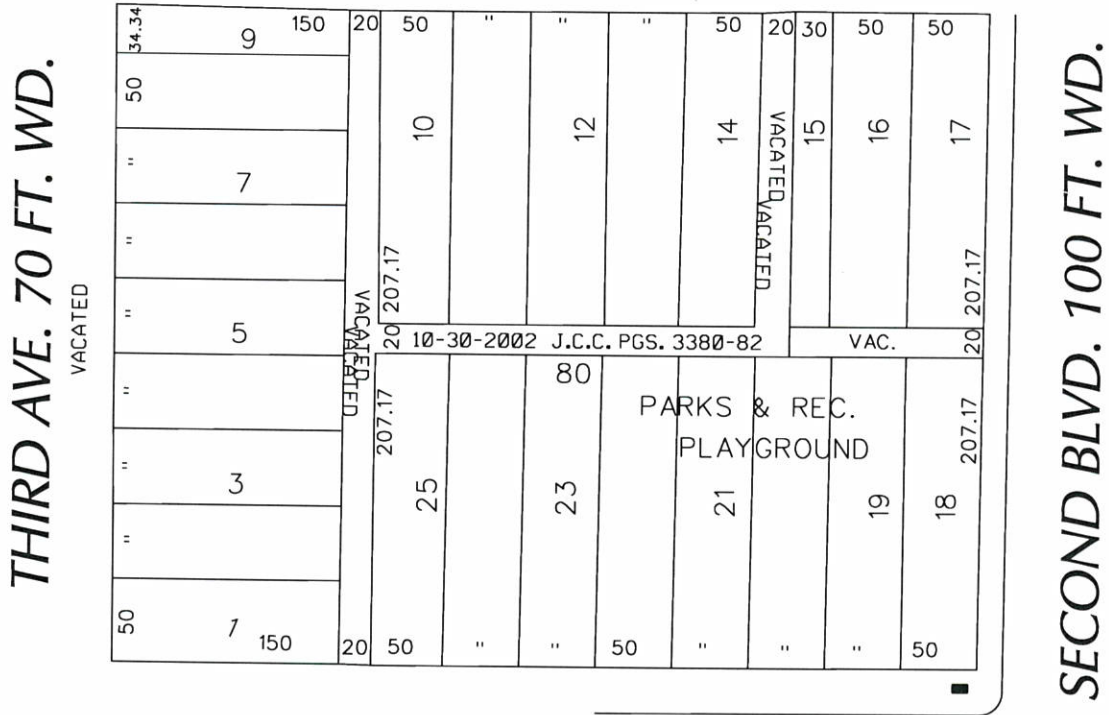 THIRD AVE. 70 FT. WD.
VACATED
34.34 9 150 20 50 " " " 50 20 30 50 50
50
10 12 14 VACATED 15 16 17
" 7
VACATED
"
207.17 207.17
" 5 VACATED 20 10-30-2002 J.C.C. PGS. 3380-82 VAC. 20
VACATED
80
" 207.17 PARKS & REC. 207.17
PLAYGROUND
" 3 25 23 21 19 18
"
50 1 150 20 50 " " 50 " " " 50
SECOND BLVD. 100 FT. WD.